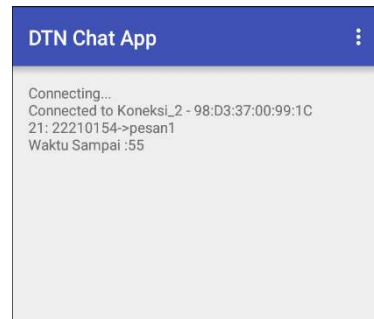 DTN Chat App
Connecting...
Connected to Koneksi_2 - 98:D3:37:00:99:1C
21: 22210154->pesan1
Waktu Sampai :55